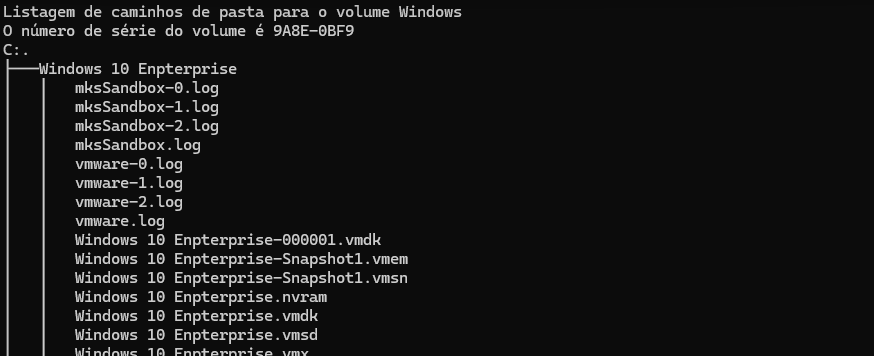 Listagem de caminhos de pasta para o volume Windows
O número de série do volume é 9A8E-0BF9
C:.
├───Windows 10 Enpterprise
│   │   mksSandbox-0.log
│   │   mksSandbox-1.log
│   │   mksSandbox-2.log
│   │   mksSandbox.log
│   │   vmware-0.log
│   │   vmware-1.log
│   │   vmware-2.log
│   │   vmware.log
│   │   Windows 10 Enpterprise-000001.vmdk
│   │   Windows 10 Enpterprise-Snapshot1.vmem
│   │   Windows 10 Enpterprise-Snapshot1.vmsn
│   │   Windows 10 Enpterprise.nvram
│   │   Windows 10 Enpterprise.vmdk
│   │   Windows 10 Enpterprise.vmsd
│   │   Windows 10 Enpterprise.vmx